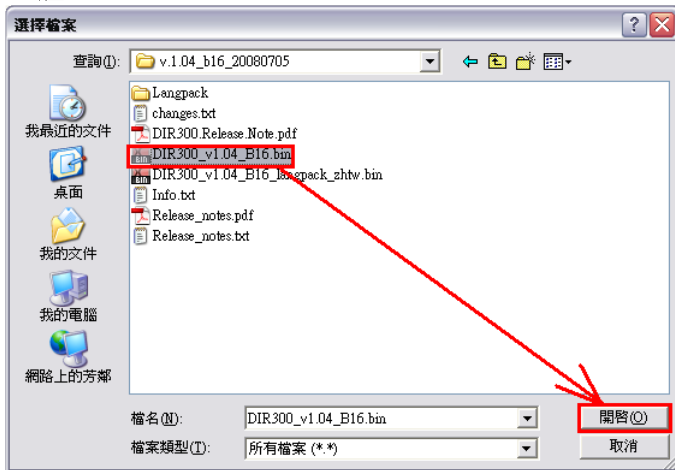 選擇檔案
查詢(I):
v.1.04_b16_20080705
我最近的文件
桌面
我的文件
我的電腦
網路上的芳鄰
Langpack
changes.txt
DIR300.Release.Note.pdf
DIR300_v1.04_B16.bin
DIR300_v1.04_B16_langpack_zhtw.bin
Info.txt
Release_notes.pdf
Release_notes.txt
檔名(N):
DIR300_v1.04_B16.bin
開啓(O)
檔案類型(T):
所有檔案 (*.*)
取消